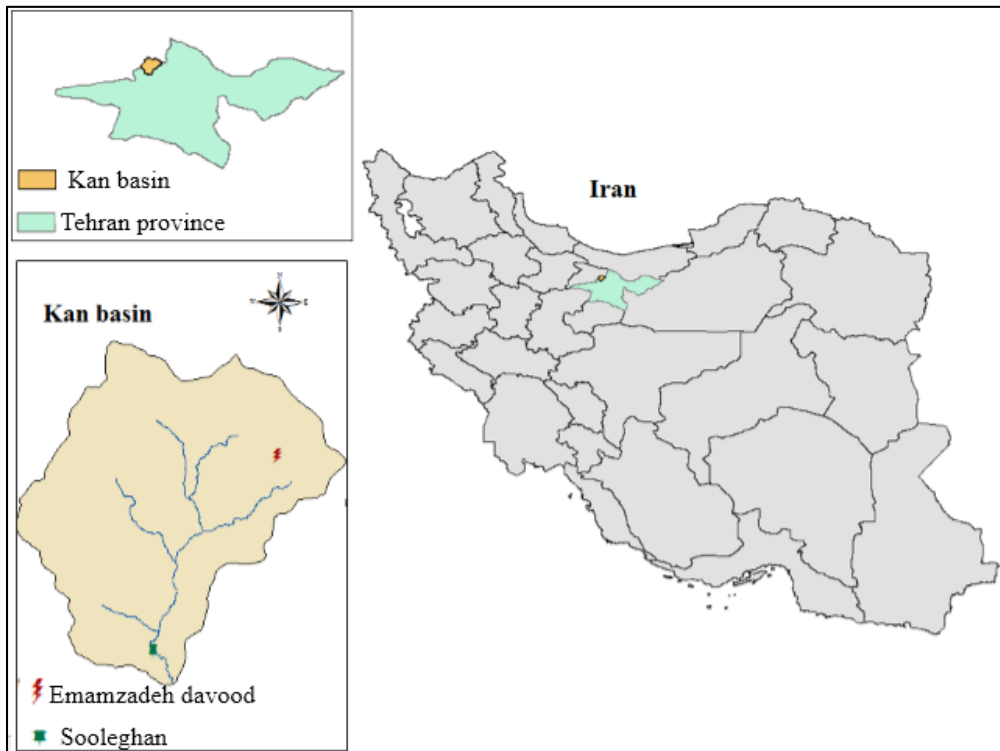 Kan basin
Tehran province
Iran
Kan basin
N
W
E
S
Emamzadeh davood
Sooleghan